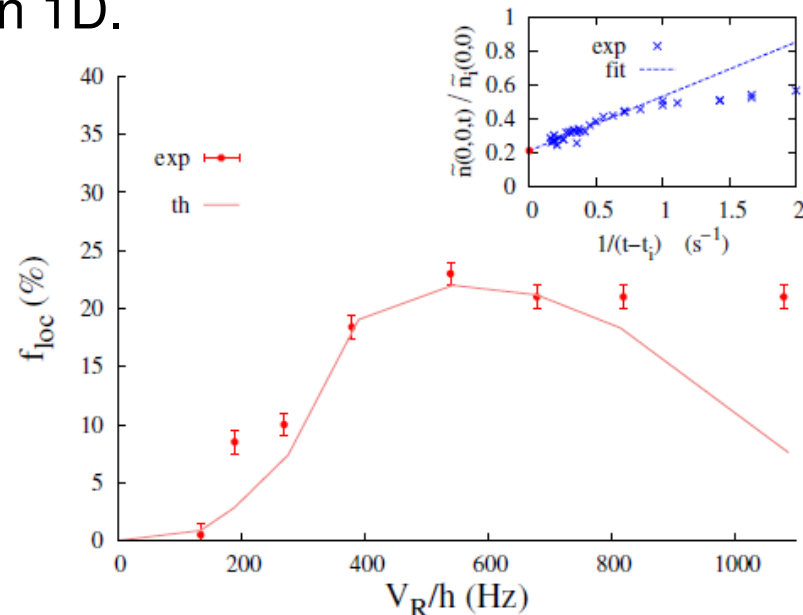 n 1D.
1
0.8
0.6
0.4
0.2
0
exp
fit
ñ(0,0,t) / ñᵢ(0,0)
0 0.5 1 1.5 2
1/(t−tᵢ) (s⁻¹)
40
35
30
25
20
15
10
5
0
exp
th
f_loc (%)
0 200 400 600 800 1000
V_R/h (Hz)